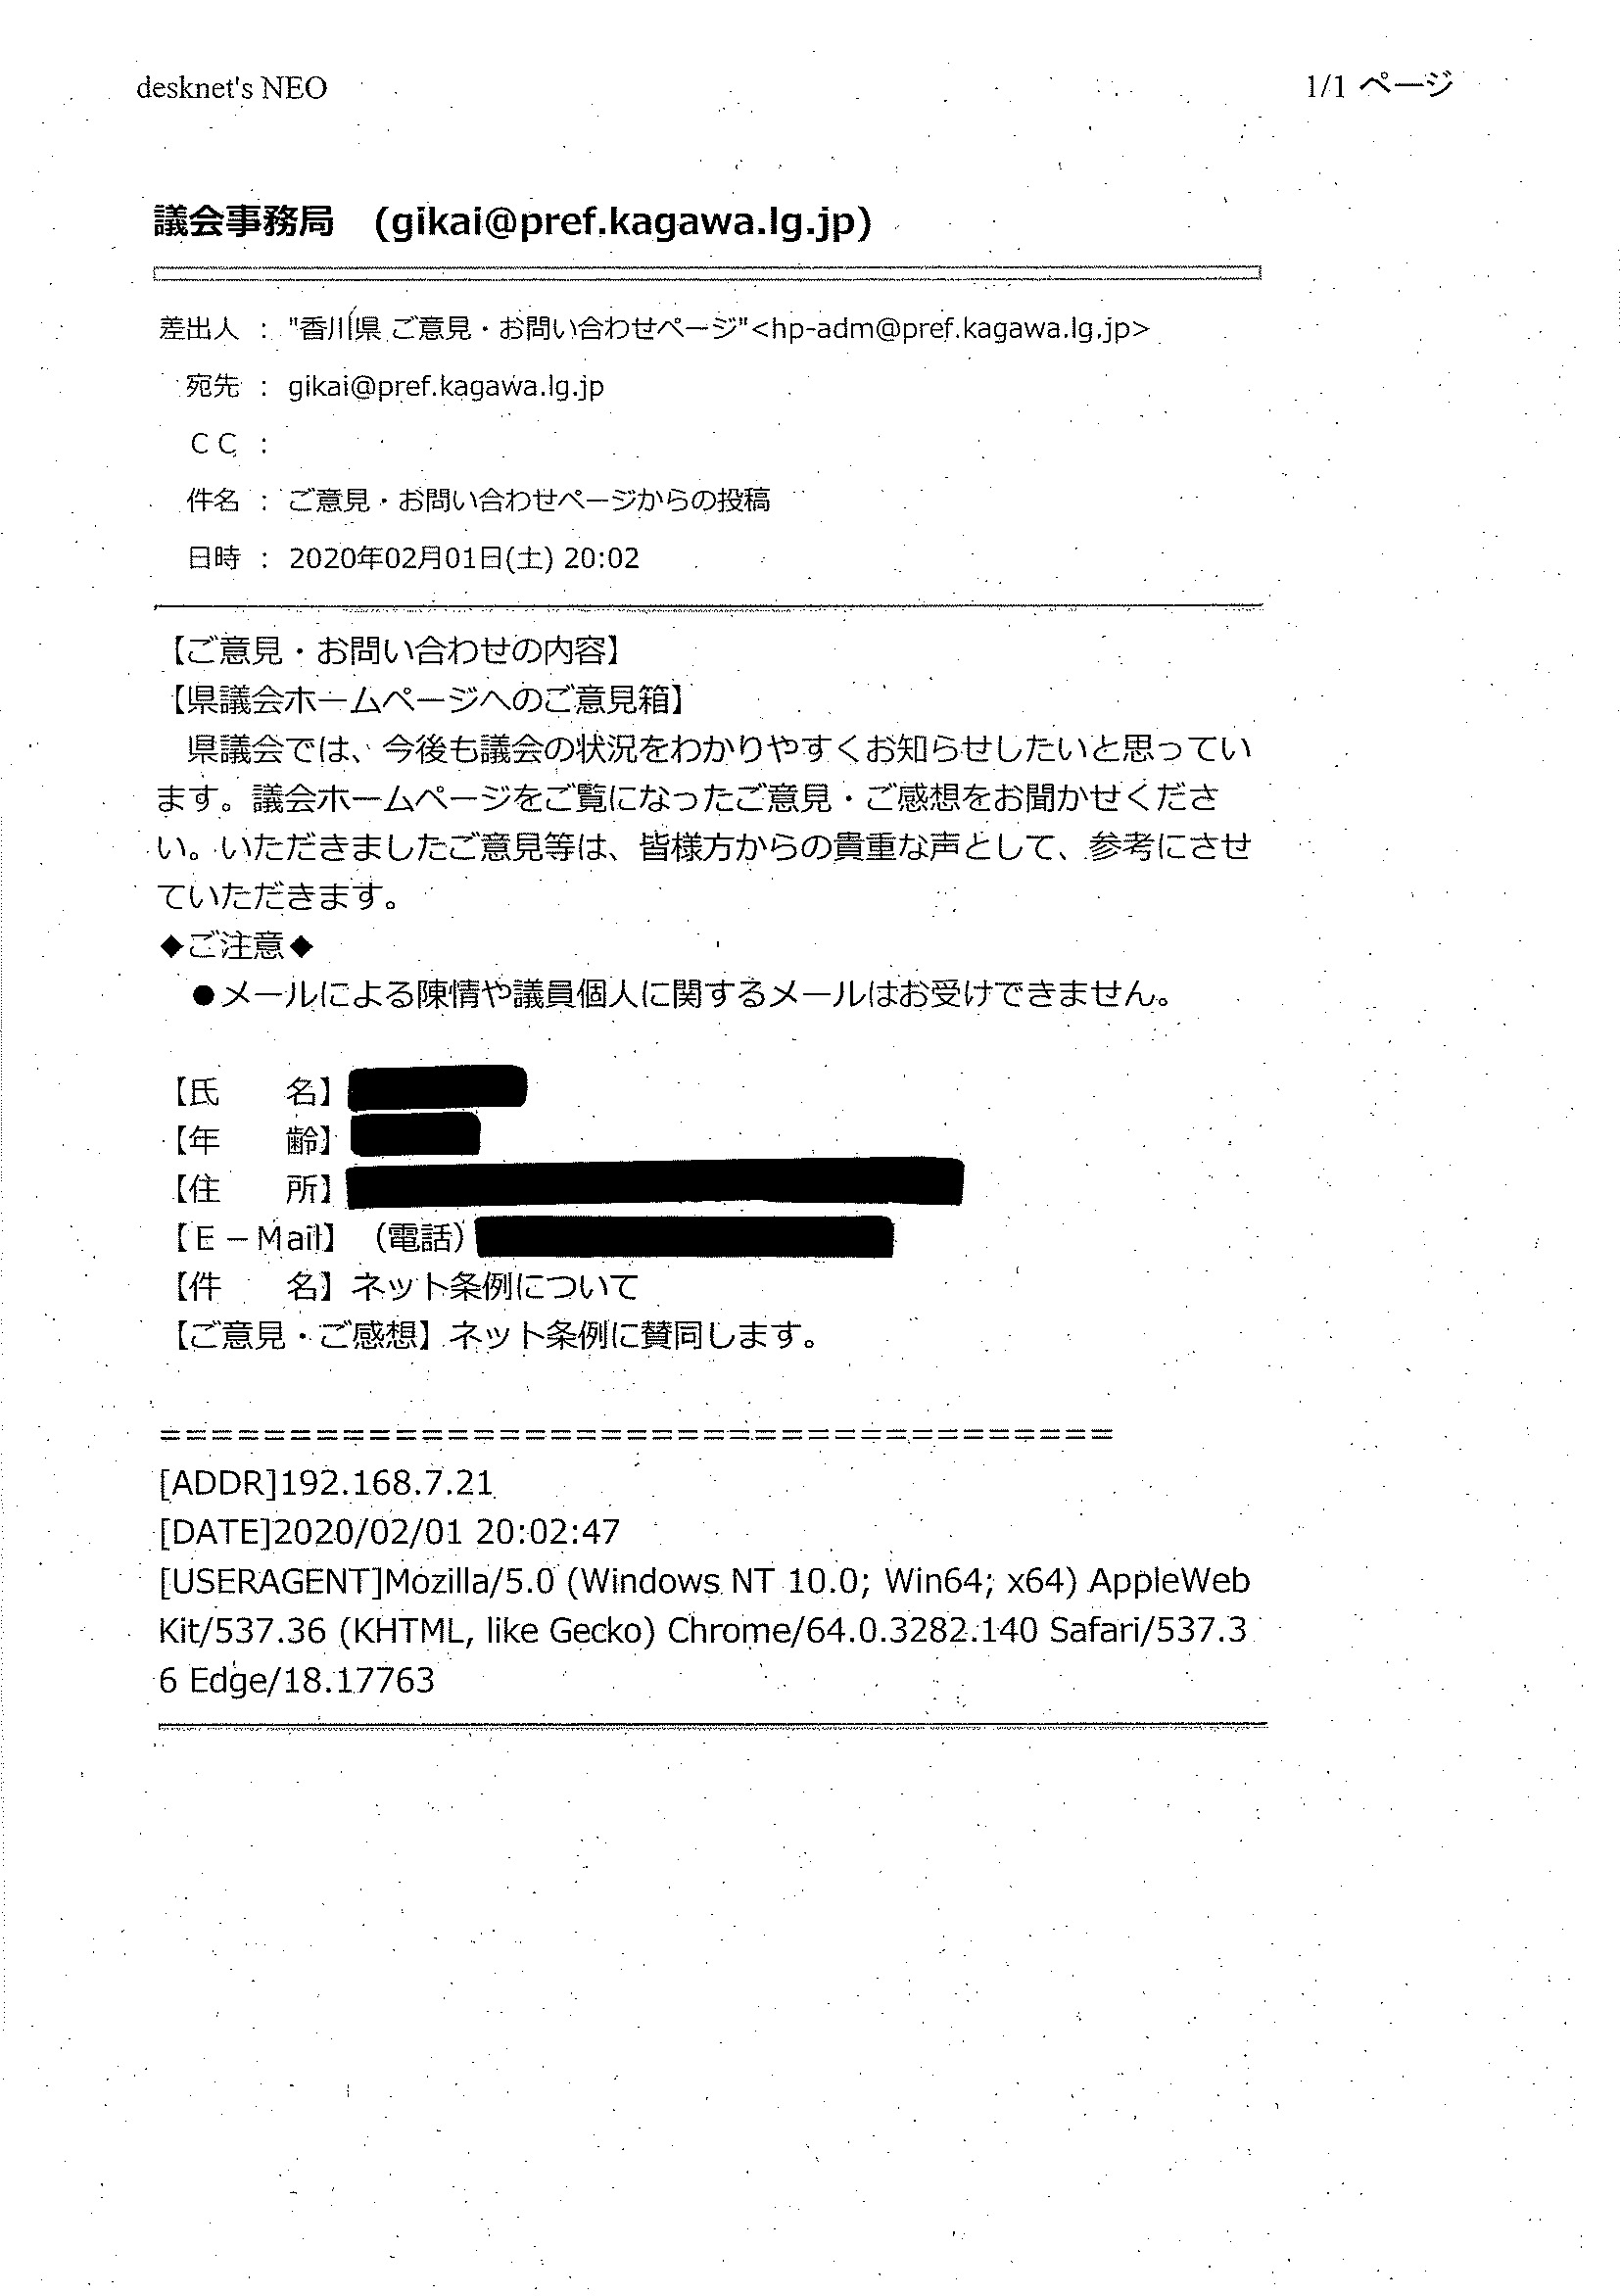 desknet's NEO
1/1 ページ
議会事務局 (gikai@pref.kagawa.lg.jp)
差出人 : "香川県 ご意見・お問い合わせページ"<hp-adm@pref.kagawa.lg.jp>
宛先 : gikai@pref.kagawa.lg.jp
CC :
件名 : ご意見・お問い合わせページからの投稿
日時 : 2020年02月01日(土) 20:02
【ご意見・お問い合わせの内容】
【県議会ホームページへのご意見箱】
県議会では、今後も議会の状況をわかりやすくお知らせしたいと思ってい
ます。議会ホームページをご覧になったご意見・ご感想をお聞かせくださ
い。いただきましたご意見等は、皆様方からの貴重な声として、参考にさせ
ていただきます。
◆ご注意◆
●メールによる陳情や議員個人に関するメールはお受けできません。
【氏　　名】
【年　　齢】
【住　　所】
【E－Mail】（電話）
【件　　名】ネット条例について
【ご意見・ご感想】ネット条例に賛同します。
=====================================
[ADDR]192.168.7.21
[DATE]2020/02/01 20:02:47
[USERAGENT]Mozilla/5.0 (Windows NT 10.0; Win64; x64) AppleWeb
Kit/537.36 (KHTML, like Gecko) Chrome/64.0.3282.140 Safari/537.3
6 Edge/18.17763